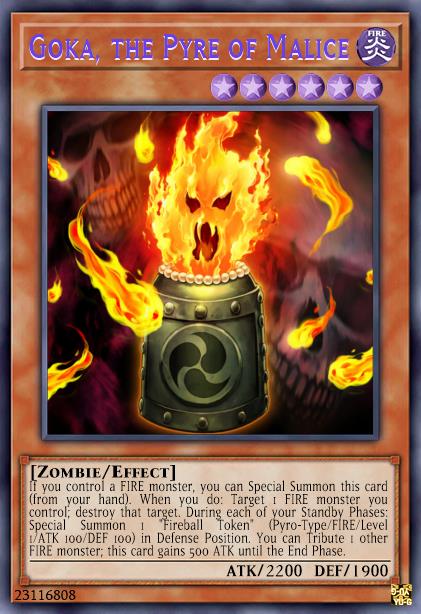 GOKA, THE PYRE OF MALICE
FIRE
炎
[ZOMBIE/EFFECT]
If you control a FIRE monster, you can Special Summon this card
(from your hand). When you do: Target 1 FIRE monster you
control; destroy that target. During each of your Standby Phases:
Special Summon 1 "Fireball Token" (Pyro-Type/FIRE/Level
1/ATK 100/DEF 100) in Defense Position. You can Tribute 1 other
FIRE monster; this card gains 500 ATK until the End Phase.
ATK/2200 DEF/1900
23116808